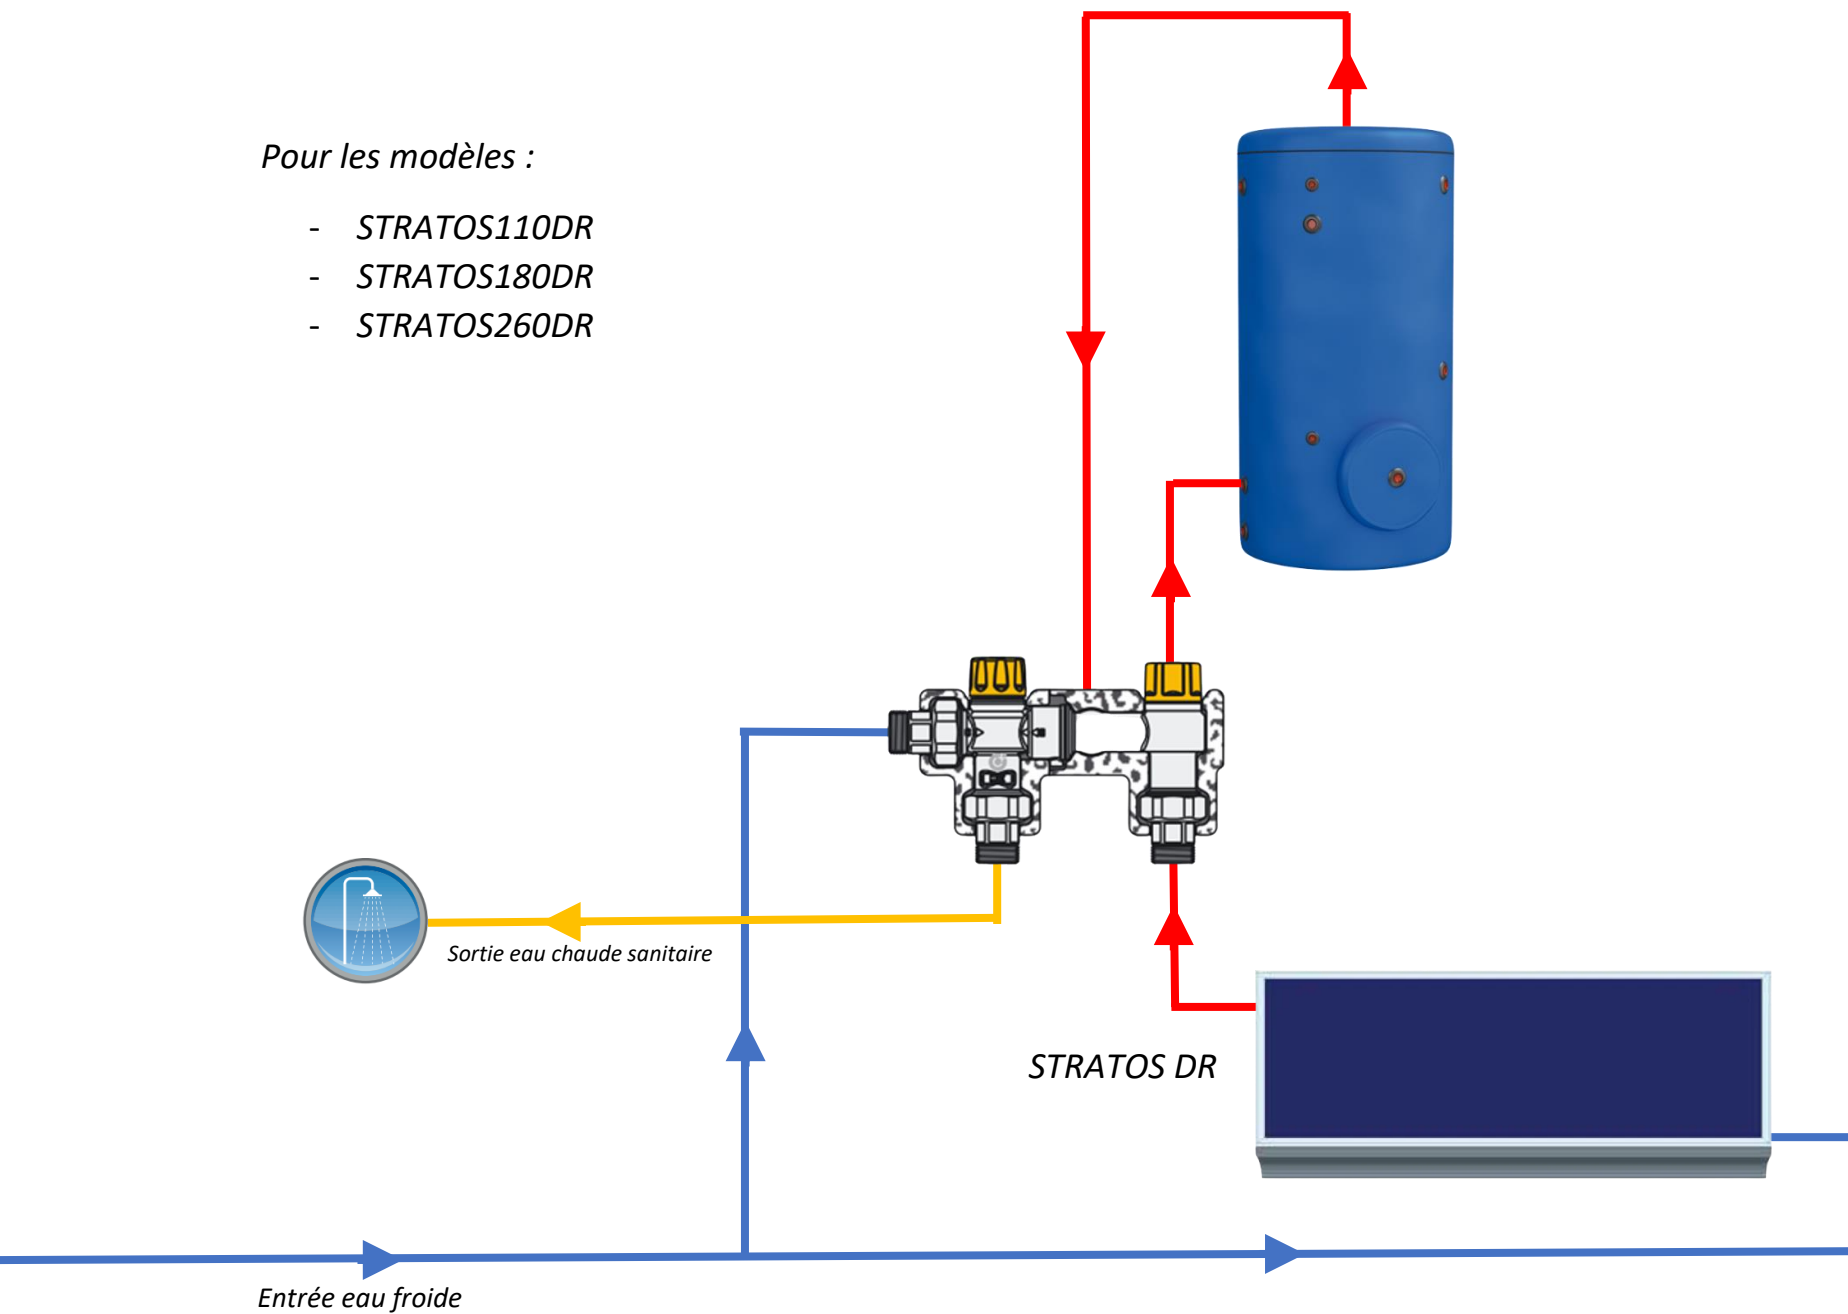 Pour les modèles :
- STRATOS110DR
- STRATOS180DR
- STRATOS260DR
Sortie eau chaude sanitaire
STRATOS DR
Entrée eau froide